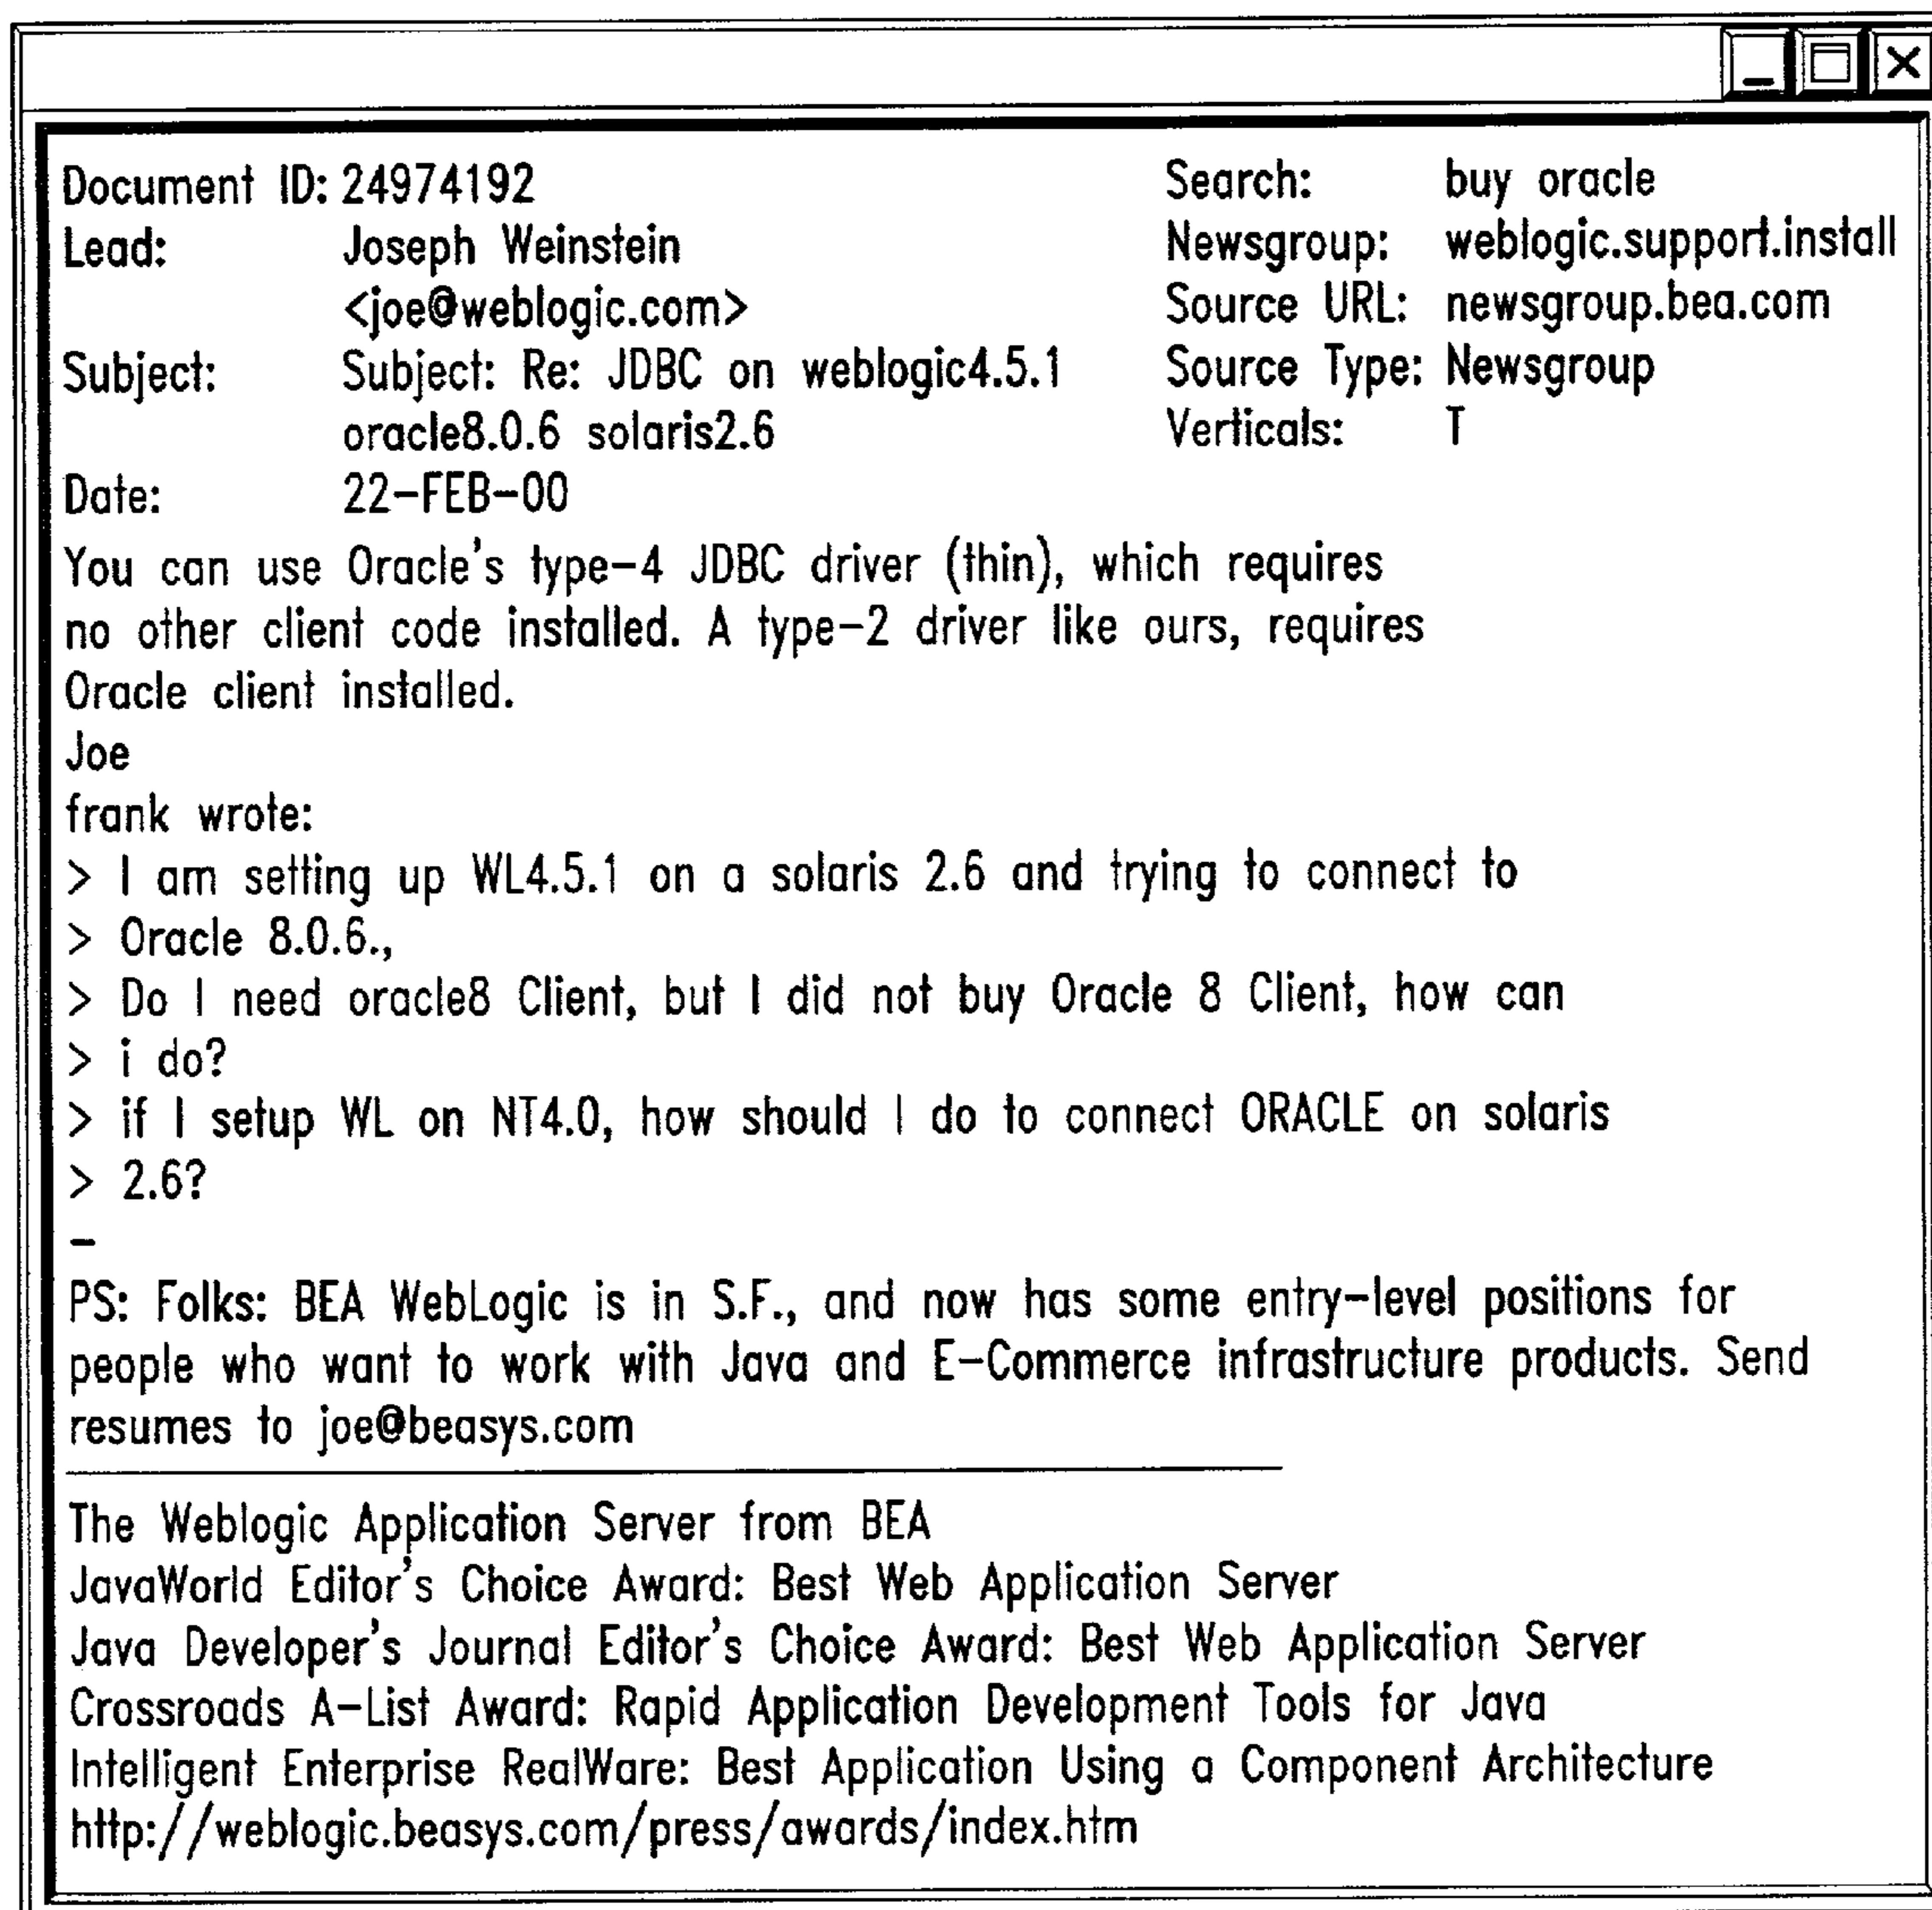 Document ID: 24974192
Lead: Joseph Weinstein
<joe@weblogic.com>
Subject: Subject: Re: JDBC on weblogic4.5.1
oracle8.0.6 solaris2.6
Date: 22-FEB-00
Search: buy oracle
Newsgroup: weblogic.support.install
Source URL: newsgroup.bea.com
Source Type: Newsgroup
Verticals: T
You can use Oracle's type-4 JDBC driver (thin), which requires
no other client code installed. A type-2 driver like ours, requires
Oracle client installed.
Joe
frank wrote:
> I am setting up WL4.5.1 on a solaris 2.6 and trying to connect to
> Oracle 8.0.6.,
> Do I need oracle8 Client, but I did not buy Oracle 8 Client, how can
> i do?
> if I setup WL on NT4.0, how should I do to connect ORACLE on solaris
> 2.6?
–
PS: Folks: BEA WebLogic is in S.F., and now has some entry-level positions for
people who want to work with Java and E-Commerce infrastructure products. Send
resumes to joe@beasys.com
The Weblogic Application Server from BEA
JavaWorld Editor's Choice Award: Best Web Application Server
Java Developer's Journal Editor's Choice Award: Best Web Application Server
Crossroads A-List Award: Rapid Application Development Tools for Java
Intelligent Enterprise RealWare: Best Application Using a Component Architecture
http://weblogic.beasys.com/press/awards/index.htm